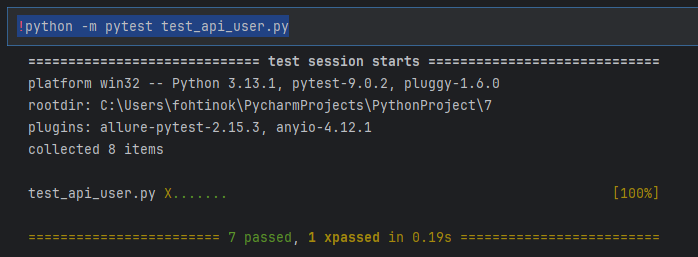 !python -m pytest test_api_user.py
============================= test session starts =============================
platform win32 -- Python 3.13.1, pytest-9.0.2, pluggy-1.6.0
rootdir: C:\Users\fohtinok\PycharmProjects\PythonProject\7
plugins: allure-pytest-2.15.3, anyio-4.12.1
collected 8 items
test_api_user.py X....... [100%]
======================== 7 passed, 1 xpassed in 0.19s =========================